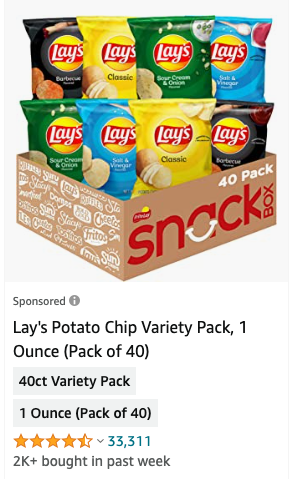 Lay's Lay's Lay's Lay's
Barbecue
Classic
Sour Cream
& Onion
Salt &
Vinegar
Lay's Lay's Lay's Lay's
Sour Cream
& Onion
Salt &
Vinegar
Classic
Barbecue
40 Pack
snack
BOX
Sponsored
Lay's Potato Chip Variety Pack, 1
Ounce (Pack of 40)
40ct Variety Pack
1 Ounce (Pack of 40)
33,311
2K+ bought in past week